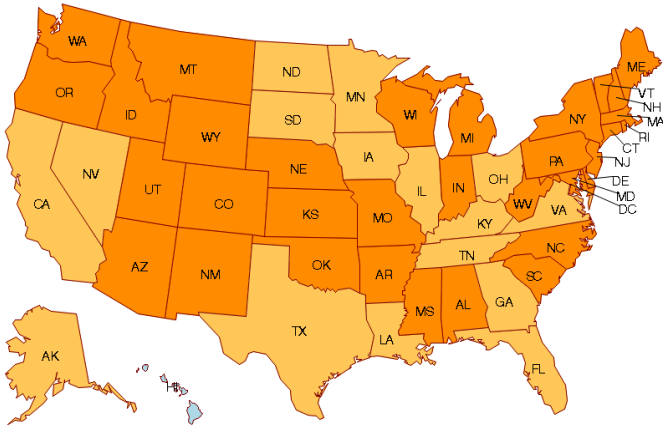 WA
ME
MT
ND
VT
OR
MN
NH
ID
WI
NY
MA
SD
MI
RI
WY
CT
IA
PA
NJ
NE
OH
DE
NV
IL
IN
MD
UT
CO
WV
DC
CA
VA
KS
MO
KY
NC
TN
AZ
OK
AR
NM
SC
MS
AL
GA
TX
LA
AK
FL
HI